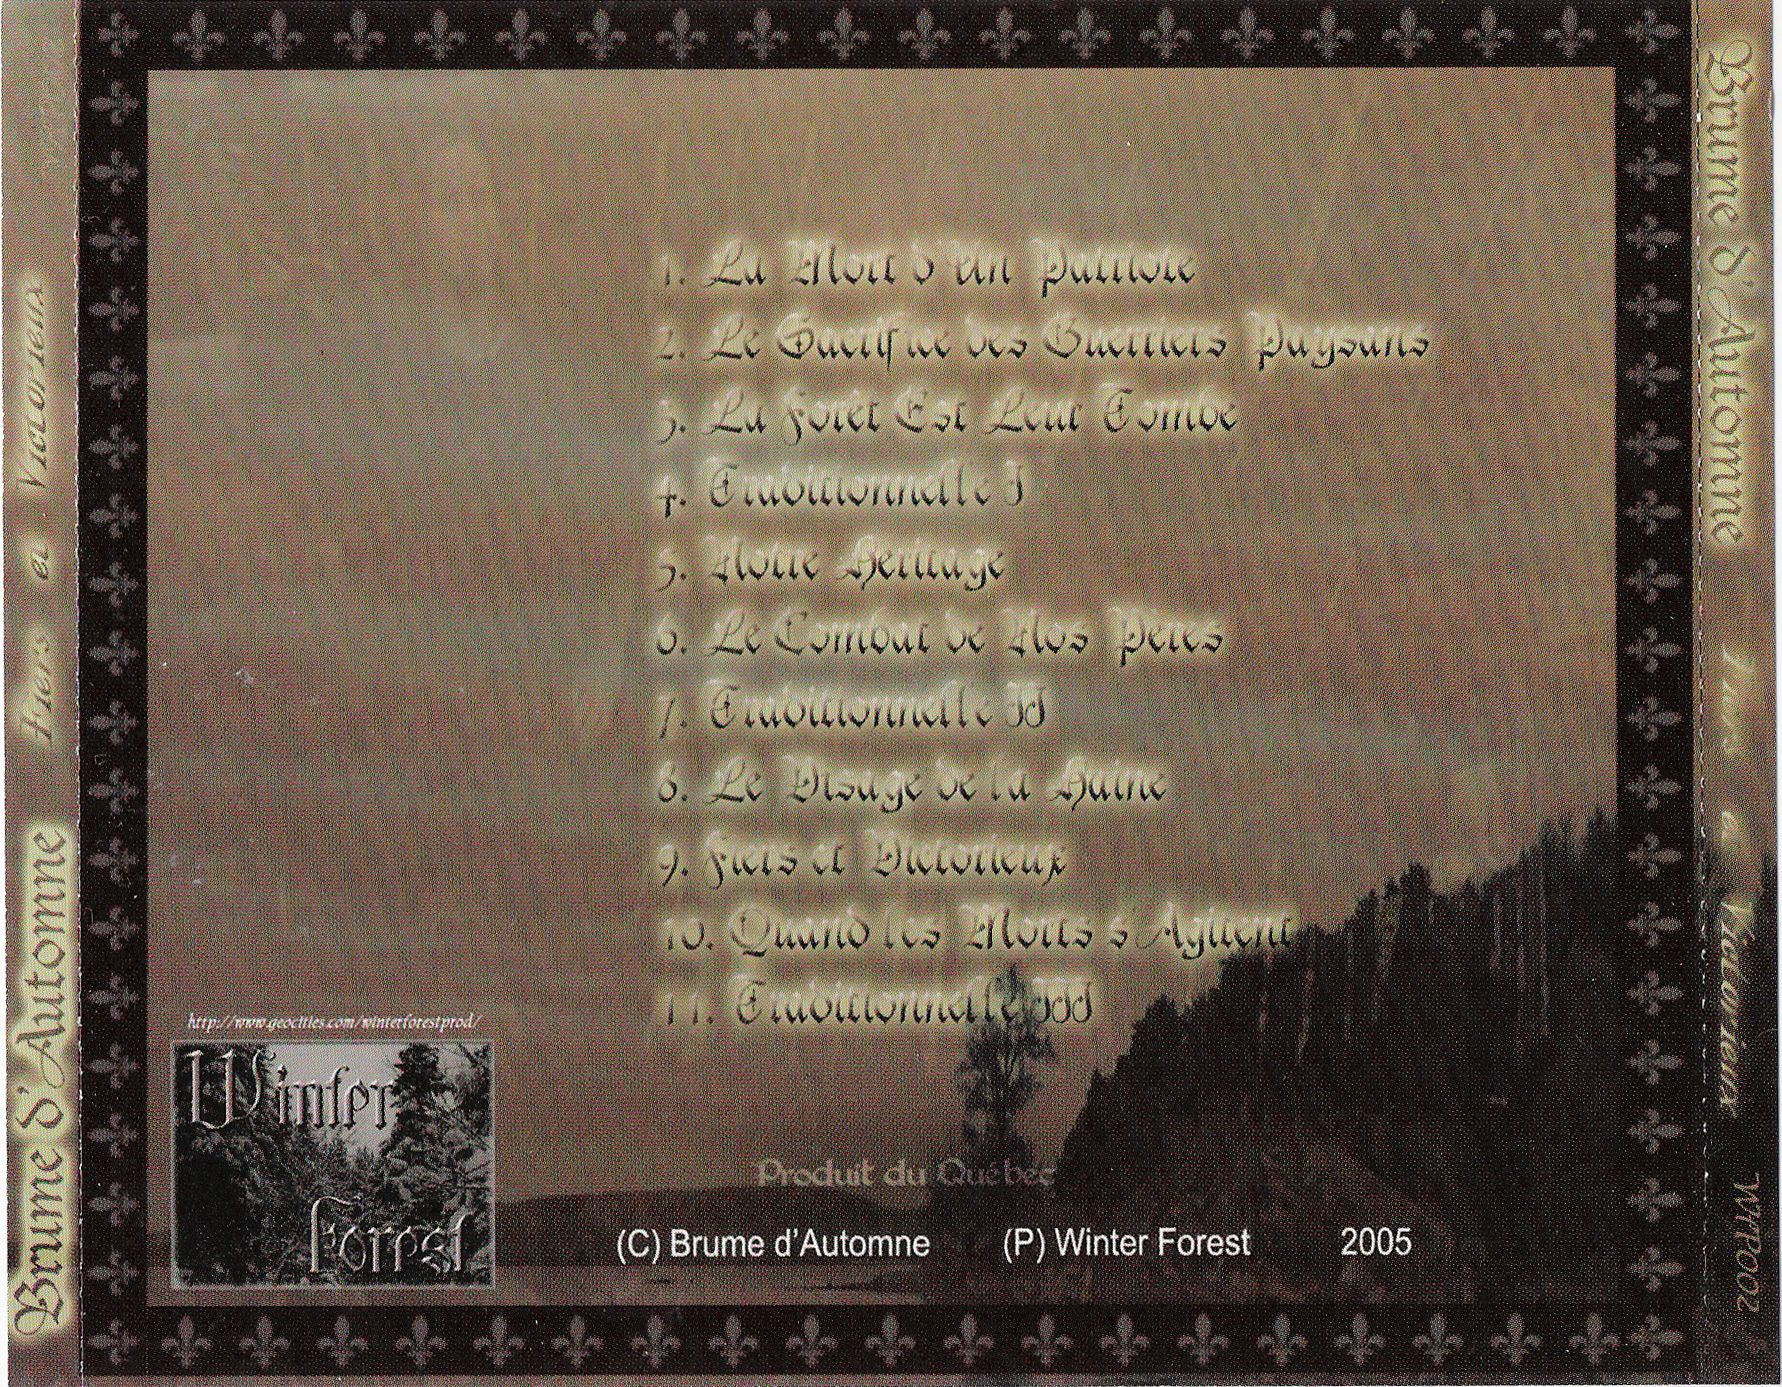 Brume d'Automne Fiers et Victorieux
1. La Mort d'Un Patriote
2. Le Sacrifice des Guerriers Paysans
3. La Forêt Est Leur Tombe
4. Traditionnelle I
5. Notre Héritage
6. Le Combat de Nos Pères
7. Traditionnelle II
8. Le Visage de la Haine
9. Fiers et Victorieux
10. Quand les Morts s'Agitent
11. Traditionnelle III
http://www.geocities.com/winterforestprod/
Winter
Forest
Produit du Québec
(C) Brume d'Automne (P) Winter Forest 2005
Brume d'Automne Fiers et Victorieux WFP002